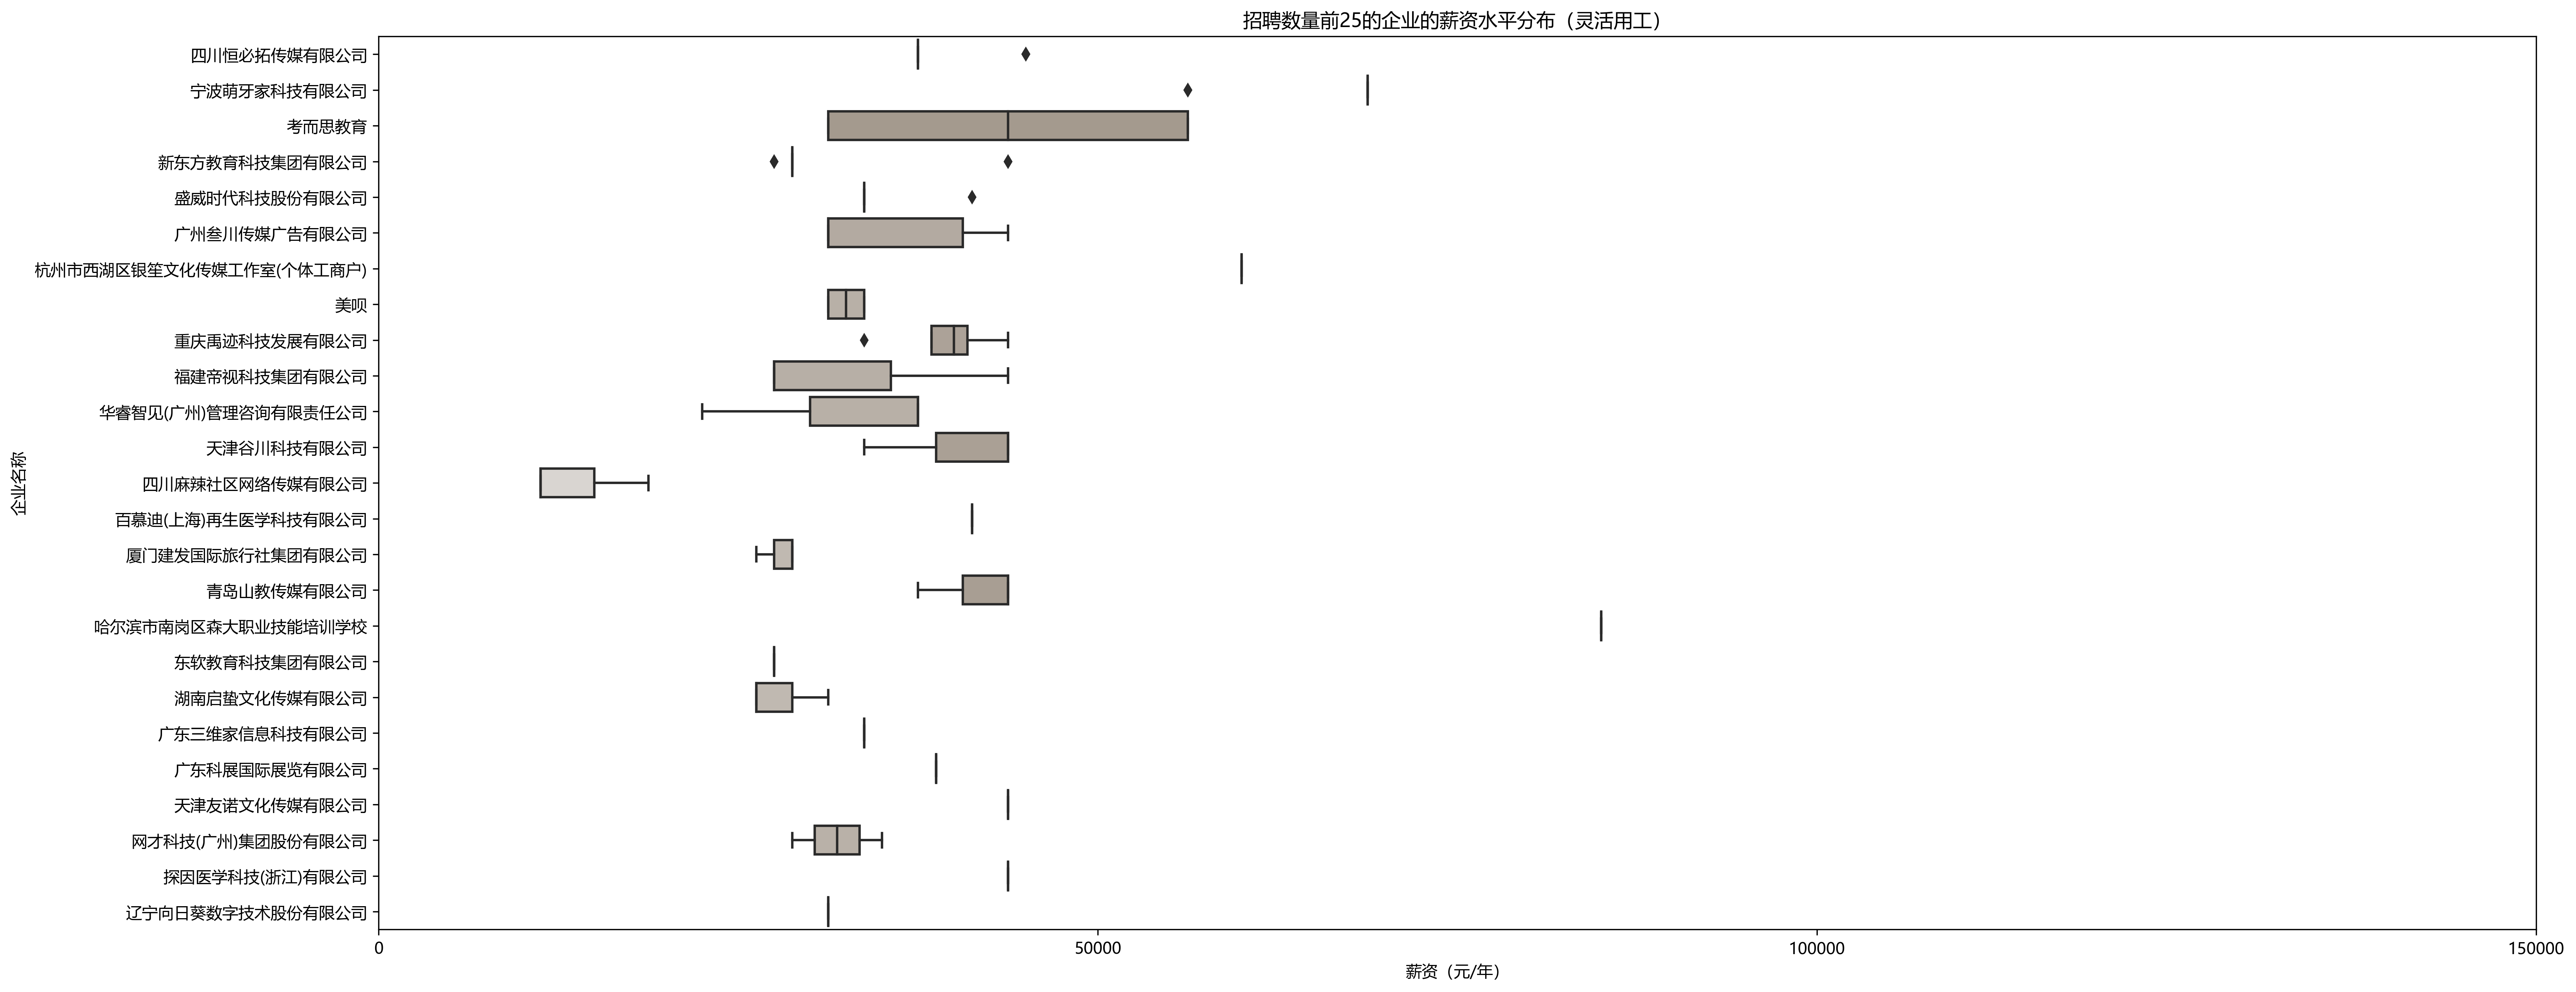 招聘数量前25的企业的薪资水平分布（灵活用工）
四川恒必拓传媒有限公司
宁波萌牙家科技有限公司
考而思教育
新东方教育科技集团有限公司
盛威时代科技股份有限公司
广州叁川传媒广告有限公司
杭州市西湖区银笙文化传媒工作室(个体工商户)
美呗
重庆禹迹科技发展有限公司
福建帝视科技集团有限公司
华睿智见(广州)管理咨询有限责任公司
天津谷川科技有限公司
四川麻辣社区网络传媒有限公司
百慕迪(上海)再生医学科技有限公司
厦门建发国际旅行社集团有限公司
青岛山教传媒有限公司
哈尔滨市南岗区森大职业技能培训学校
东软教育科技集团有限公司
湖南启蛰文化传媒有限公司
广东三维家信息科技有限公司
广东科展国际展览有限公司
天津友诺文化传媒有限公司
网才科技(广州)集团股份有限公司
探因医学科技(浙江)有限公司
辽宁向日葵数字技术股份有限公司
企业名称
0 50000 100000 150000
薪资（元/年）